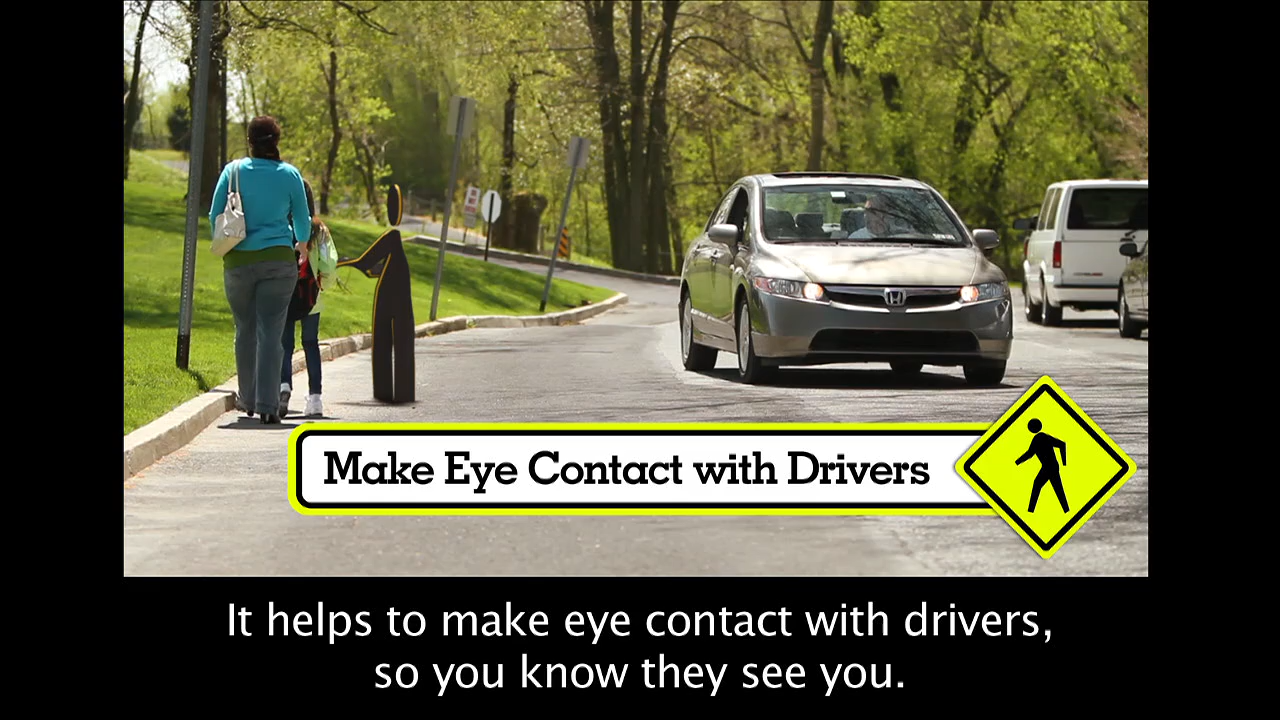 Make Eye Contact with Drivers
It helps to make eye contact with drivers,
so you know they see you.